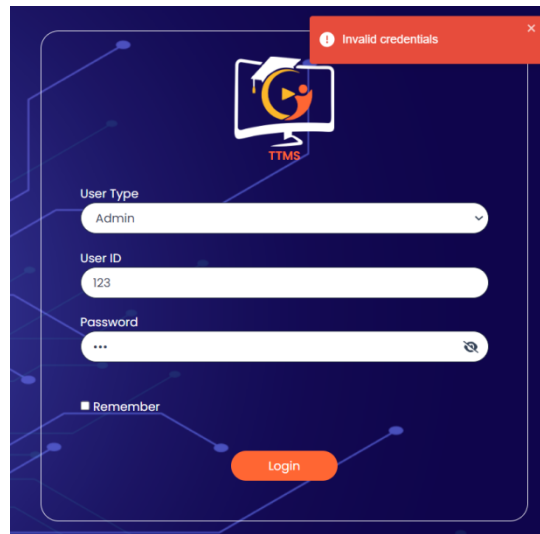 Invalid credentials
TTMS
User Type
Admin
User ID
123
Password
•••
Remember
Login